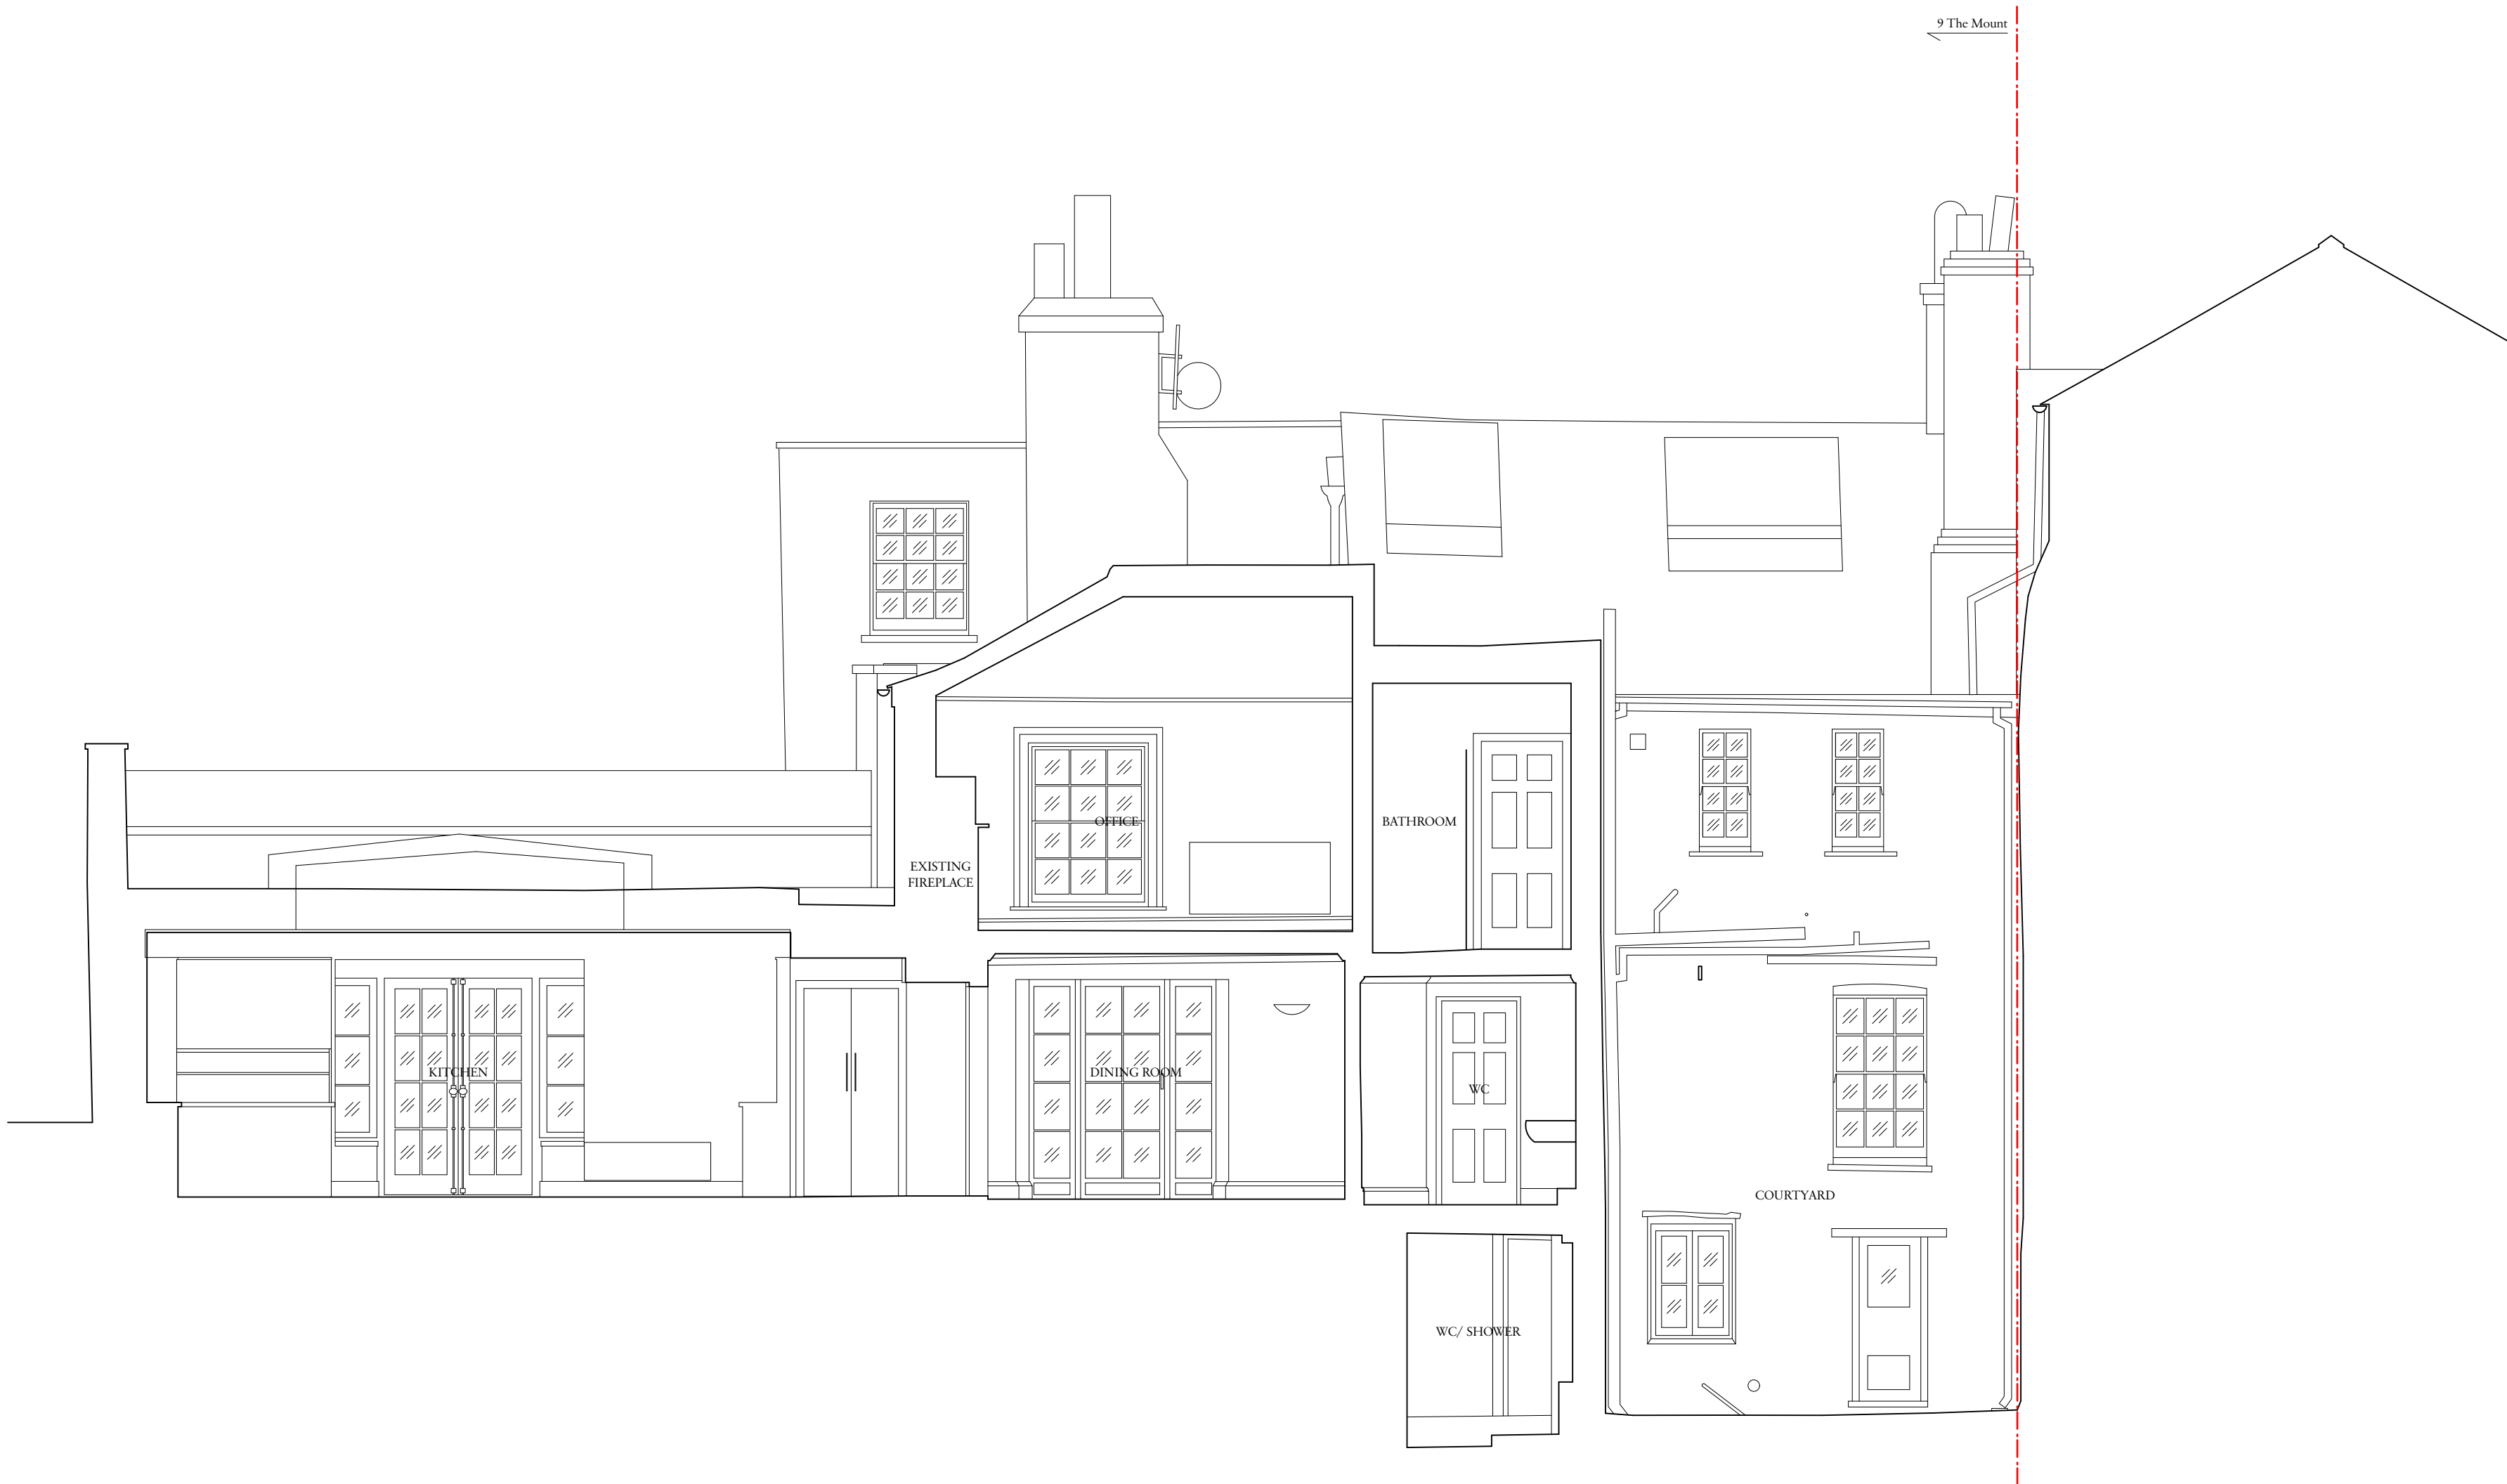 9 The Mount
OFFICE
BATHROOM
EXISTING
FIREPLACE
KITCHEN
DINING ROOM
WC
COURTYARD
WC/ SHOWER